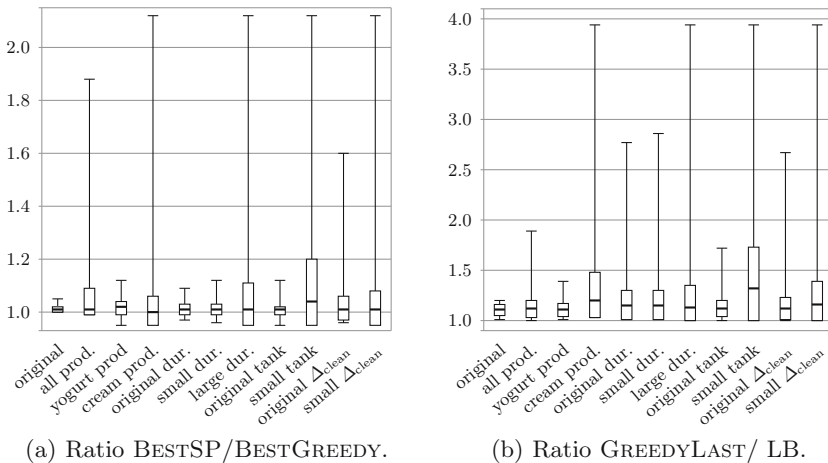 2.0
1.8
1.6
1.4
1.2
1.0
original
all prod.
yogurt prod
cream prod.
original dur.
small dur.
large dur.
original tank
small tank
original Δclean
small Δclean
(a) Ratio BESTSP/BESTGREEDY.
4.0
3.5
3.0
2.5
2.0
1.5
1.0
original
all prod.
yogurt prod
cream prod.
original dur.
small dur.
large dur.
original tank
small tank
original Δclean
small Δclean
(b) Ratio GREEDYLAST/ LB.